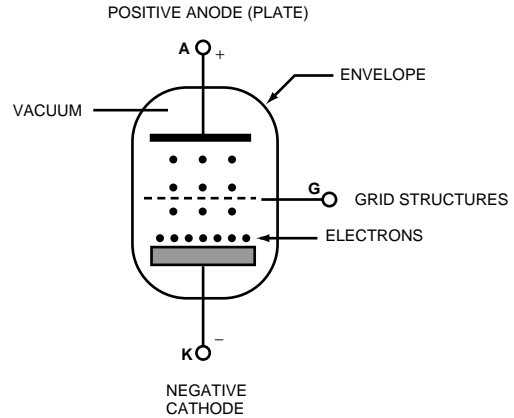 POSITIVE ANODE (PLATE)
A
+
ENVELOPE
VACUUM
G
GRID STRUCTURES
ELECTRONS
–
K
NEGATIVE
CATHODE